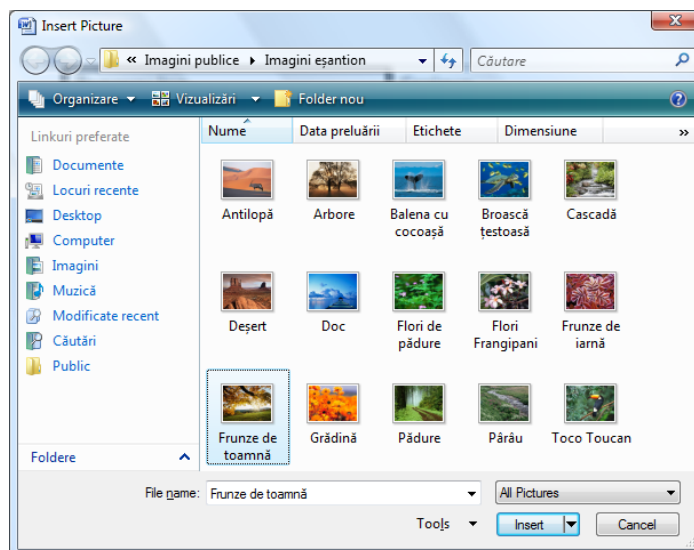 Insert Picture
« Imagini publice Imagini eșantion
Căutare
Organizare Vizualizări Folder nou
Linkuri preferate
Documente
Locuri recente
Desktop
Computer
Imagini
Muzică
Modificate recent
Căutări
Public
Foldere
Nume Data preluării Etichete Dimensiune »
Antilopă Arbore Balena cu cocoașă Broască țestoasă Cascadă
Deșert Doc Flori de pădure Flori Frangipani Frunze de iarnă
Frunze de toamnă Grădină Pădure Pârâu Toco Toucan
File name: Frunze de toamnă All Pictures
Tools Insert Cancel